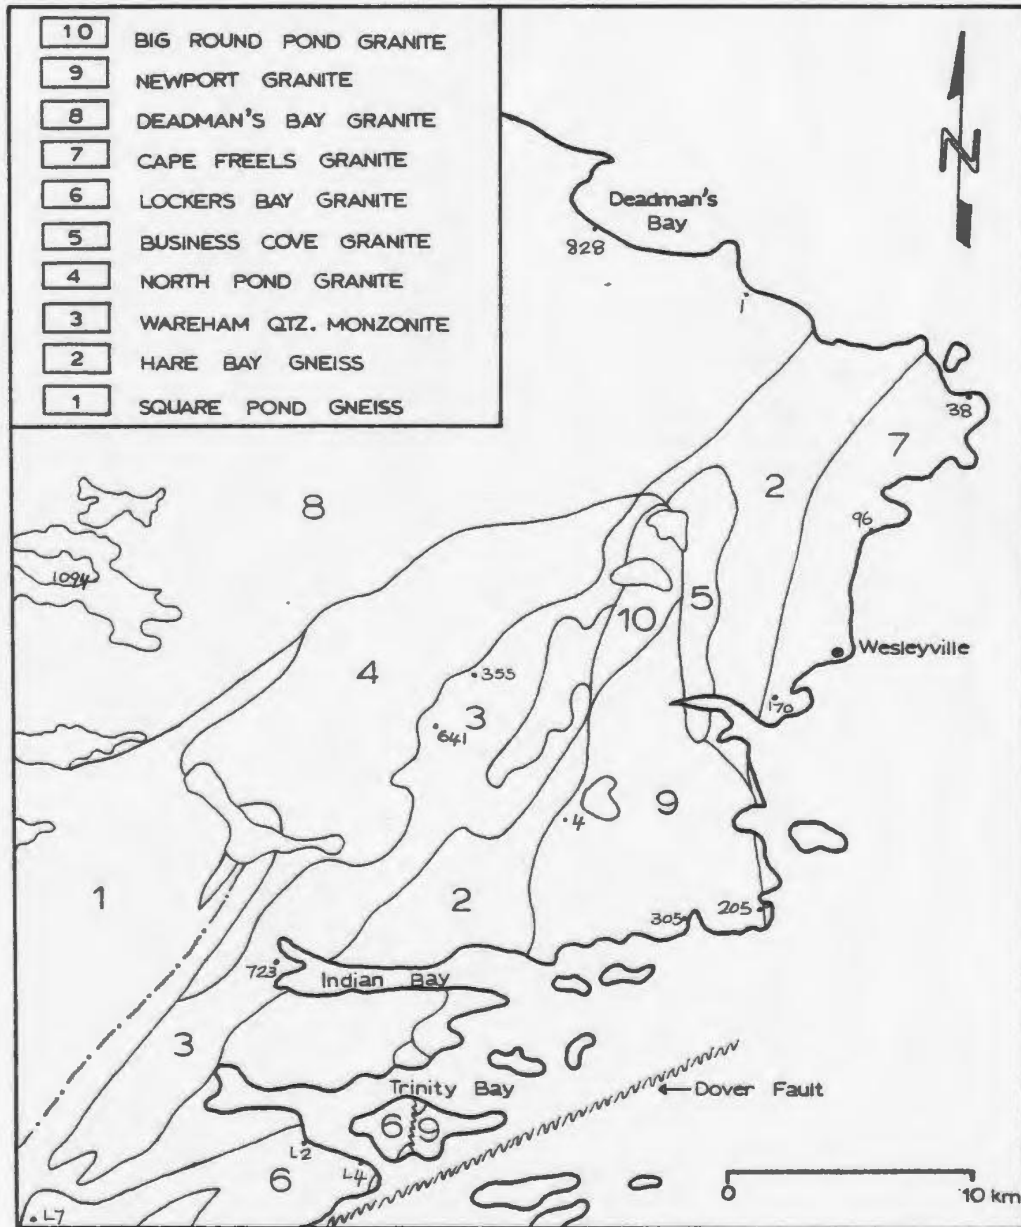 10 BIG ROUND POND GRANITE
9 NEWPORT GRANITE
8 DEADMAN'S BAY GRANITE
7 CAPE FREELS GRANITE
6 LOCKERS BAY GRANITE
5 BUSINESS COVE GRANITE
4 NORTH POND GRANITE
3 WAREHAM QTZ. MONZONITE
2 HARE BAY GNEISS
1 SQUARE POND GNEISS
N
Deadman's
Bay
828
1
38
7
2
8
96
1094
5
10
Wesleyville
4
355
3
170
641
9
4
1
2
305
205
723
Indian Bay
3
Trinity Bay
Dover Fault
6 9
L2
L4
6
L7
0 10 km